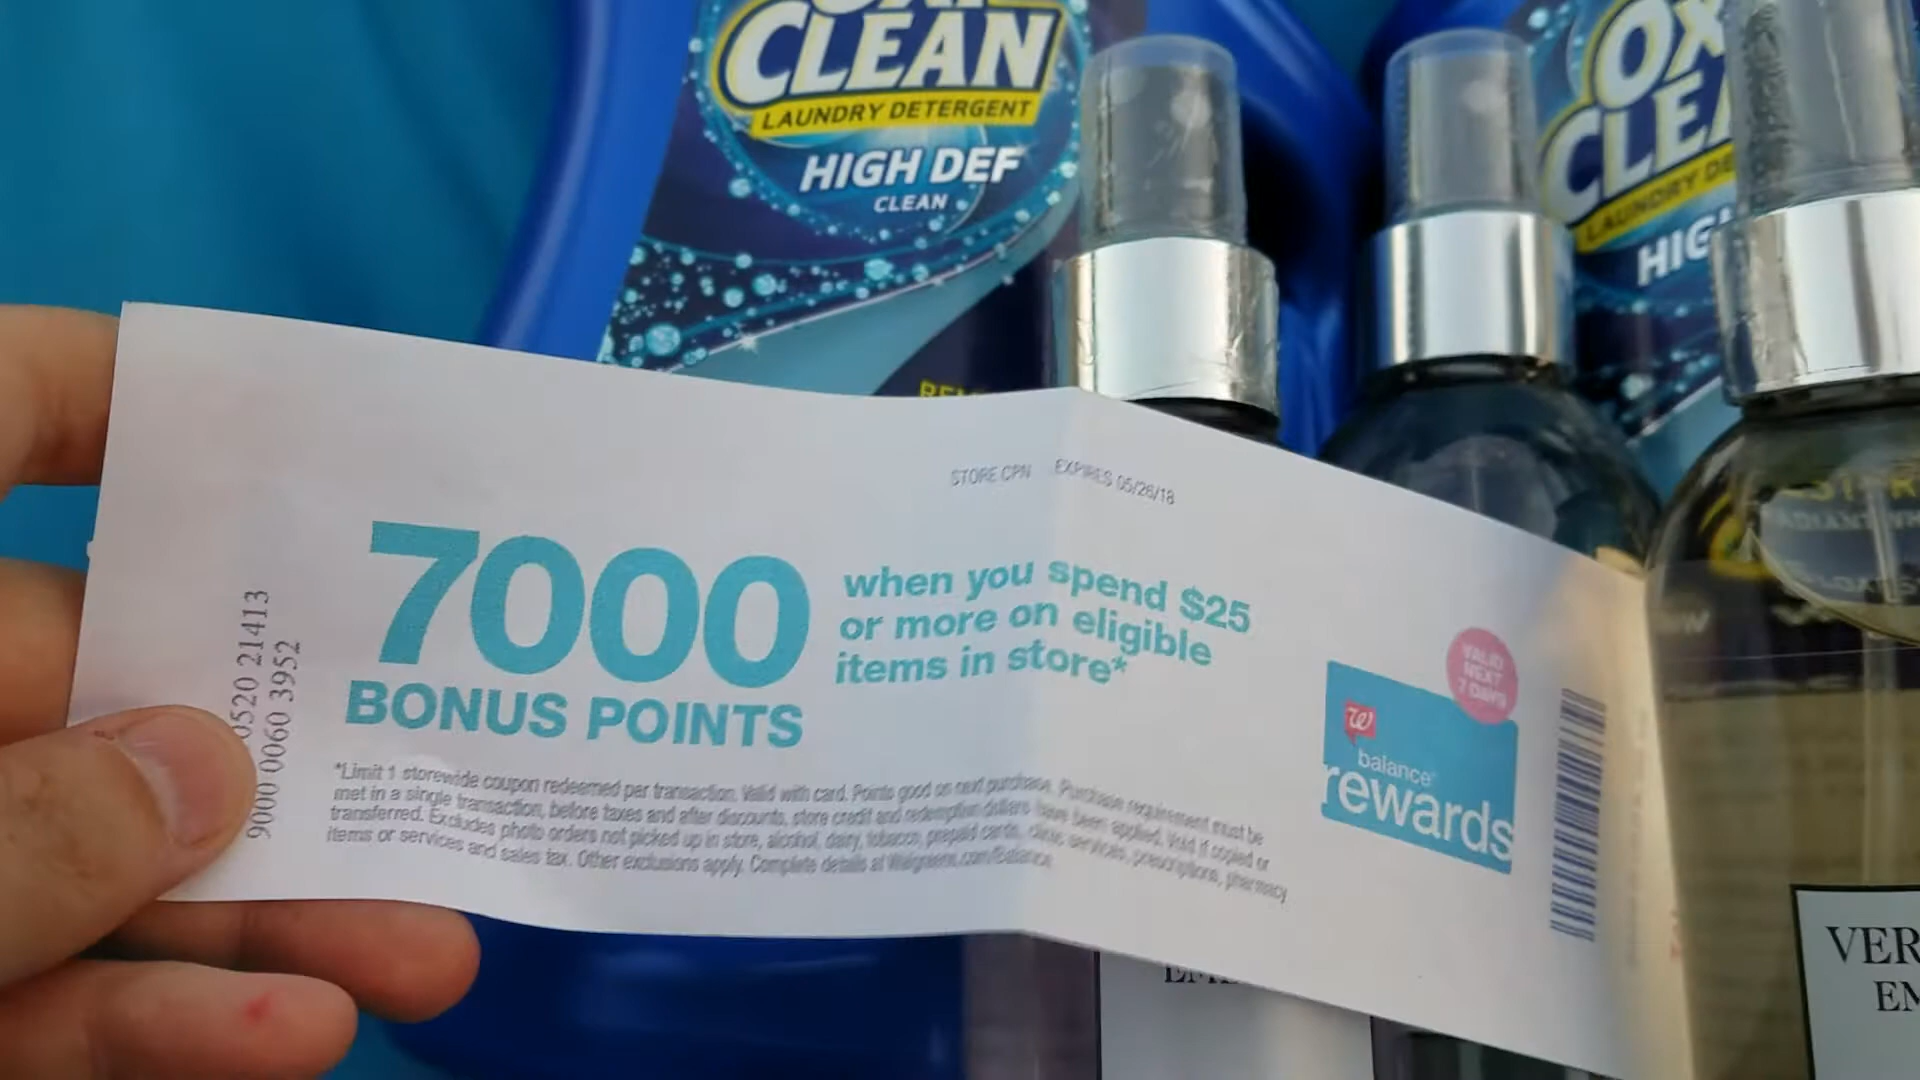 OXI
CLEAN
LAUNDRY DETERGENT
HIGH DEF
CLEAN
OX
CLEA
LAUNDRY DE
HIG
STORE CPN EXPIRES 05/26/18
7000
BONUS POINTS
when you spend $25
or more on eligible
items in store*
0520 21413
9000 0060 3952
*Limit 1 storewide coupon redeemed per transaction. Valid with card. Points good on next purchase. Purchase requirement must be
met in a single transaction, before taxes and after discounts, store credit and redemption dollars have been applied. Void if copied or
transferred. Excludes photo orders not picked up in store, alcohol, dairy, tobacco, prepaid cards, clinic services, prescriptions, pharmacy
items or services and sales tax. Other exclusions apply. Complete details at Walgreens.com/Balance
VALID
NEXT
7 DAYS
W
balance®
rewards
VER
EM